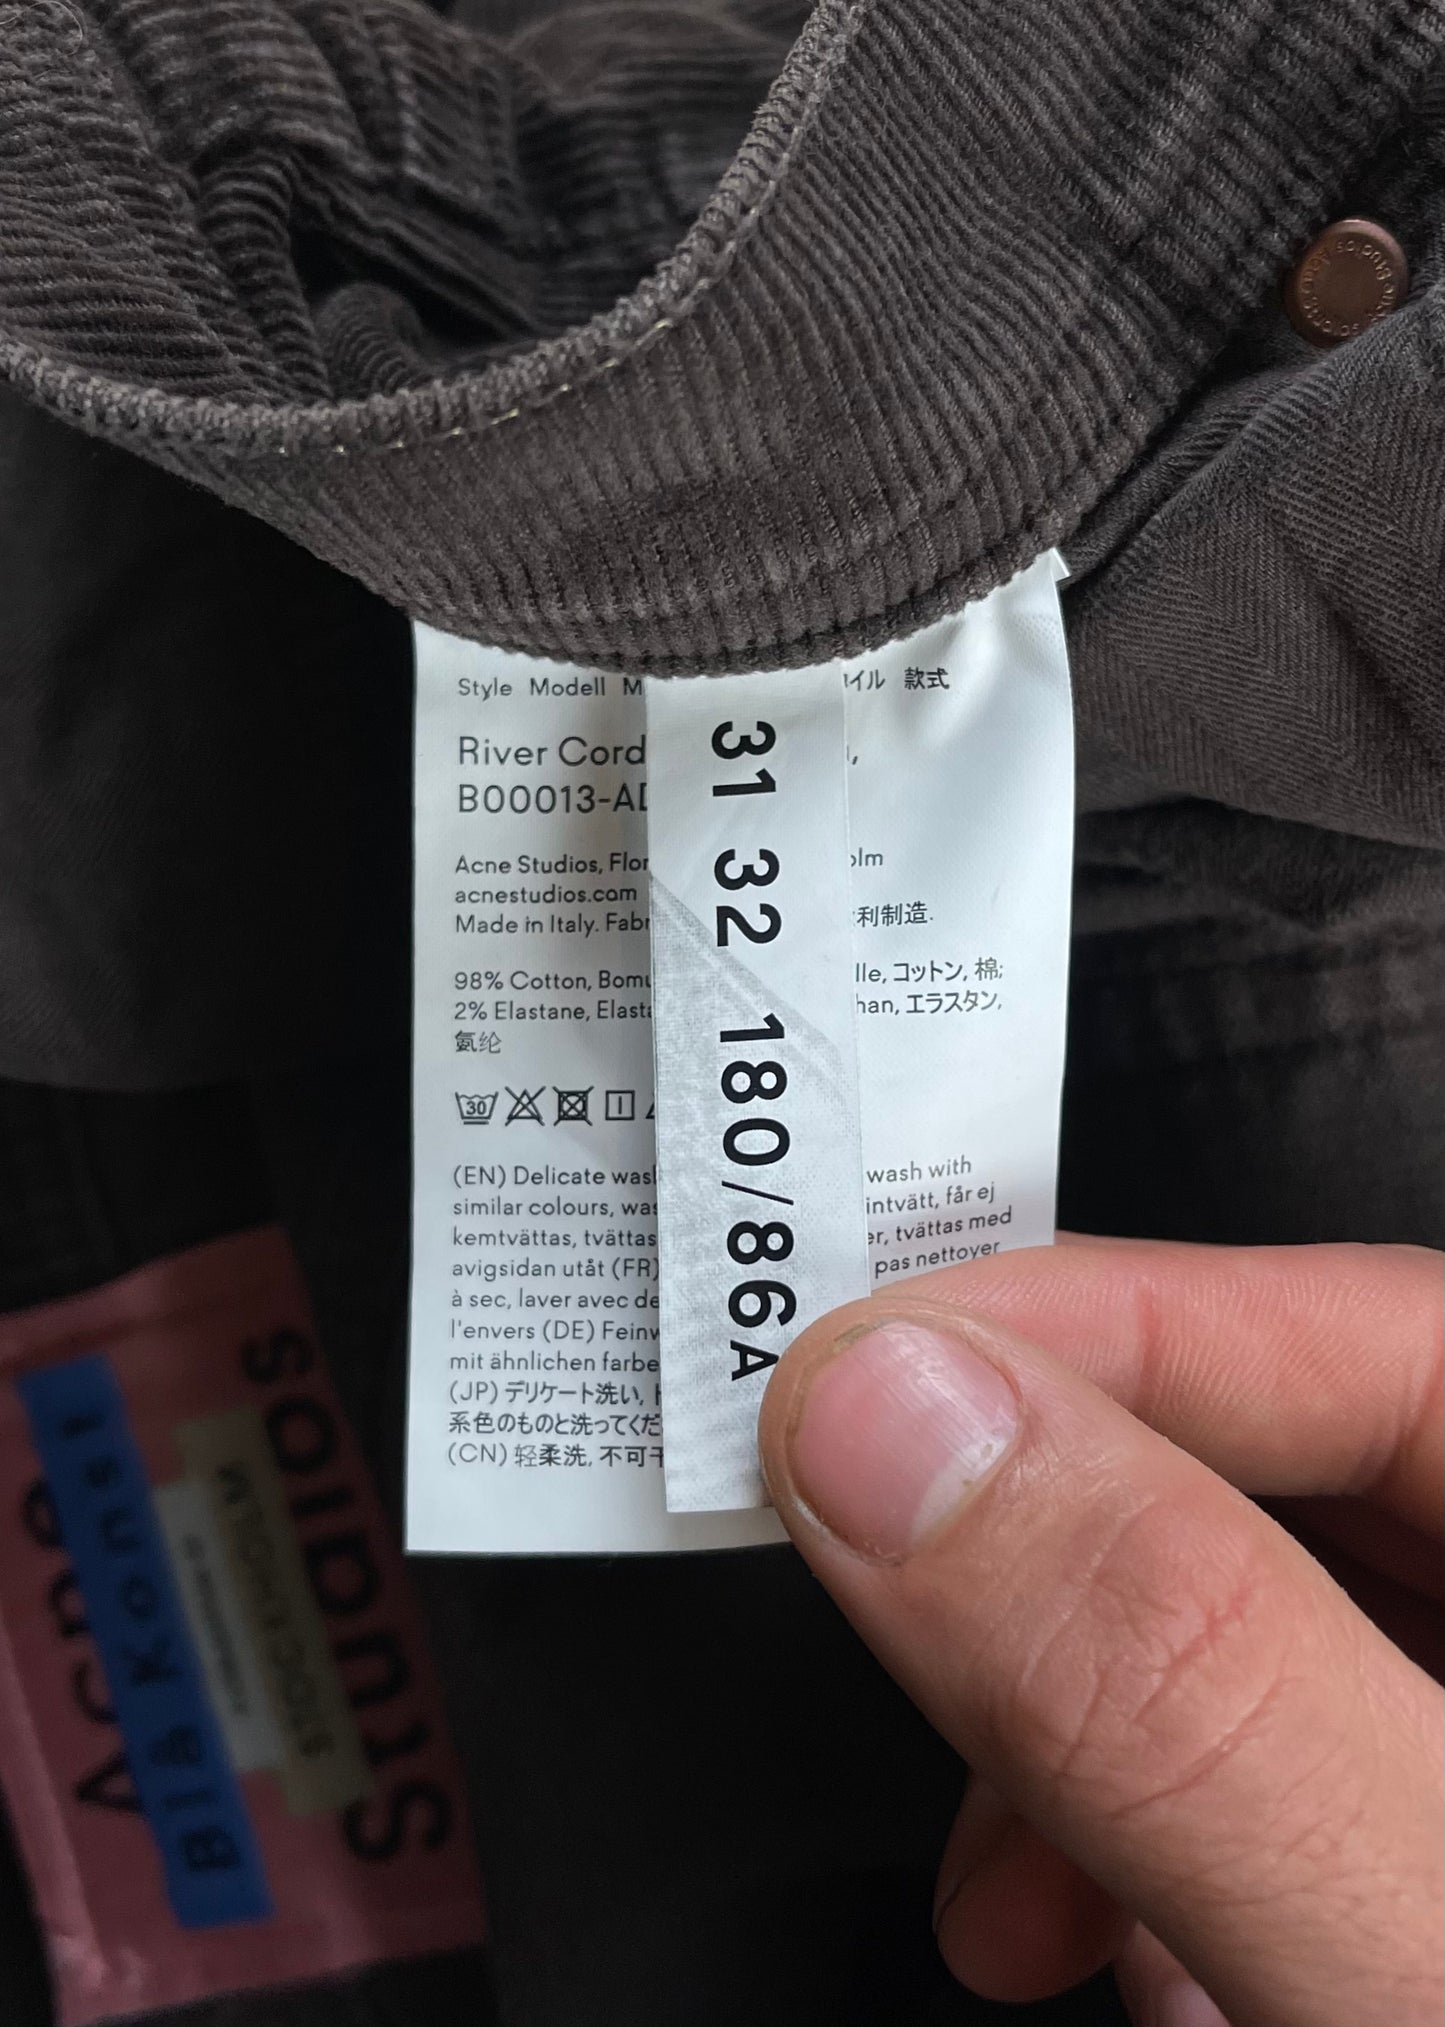 Style Modell
イル 款式
River Cord
B00013-A
Acne Studios, Flor
olm
acnestudios.com
Made in Italy. Fabr
利制造.
98% Cotton, Bomu
lle, コットン, 棉;
2% Elastane, Elasta
han, エラスタン,
氨纶
30
(EN) Delicate wash
wash with
similar colours, was
intvätt, får ej
kemtvättas, tvättas
er, tvättas med
avigsidan utåt (FR)
pas nettoyer
à sec, laver avec de
l'envers (DE) Feinw
mit ähnlichen farbe
(JP) デリケート洗い,
系色のものと洗ってくだ
(CN) 轻柔洗, 不可干
31 32 180/86A
Acne
Studios
Blå Konst
STOCKHOLM